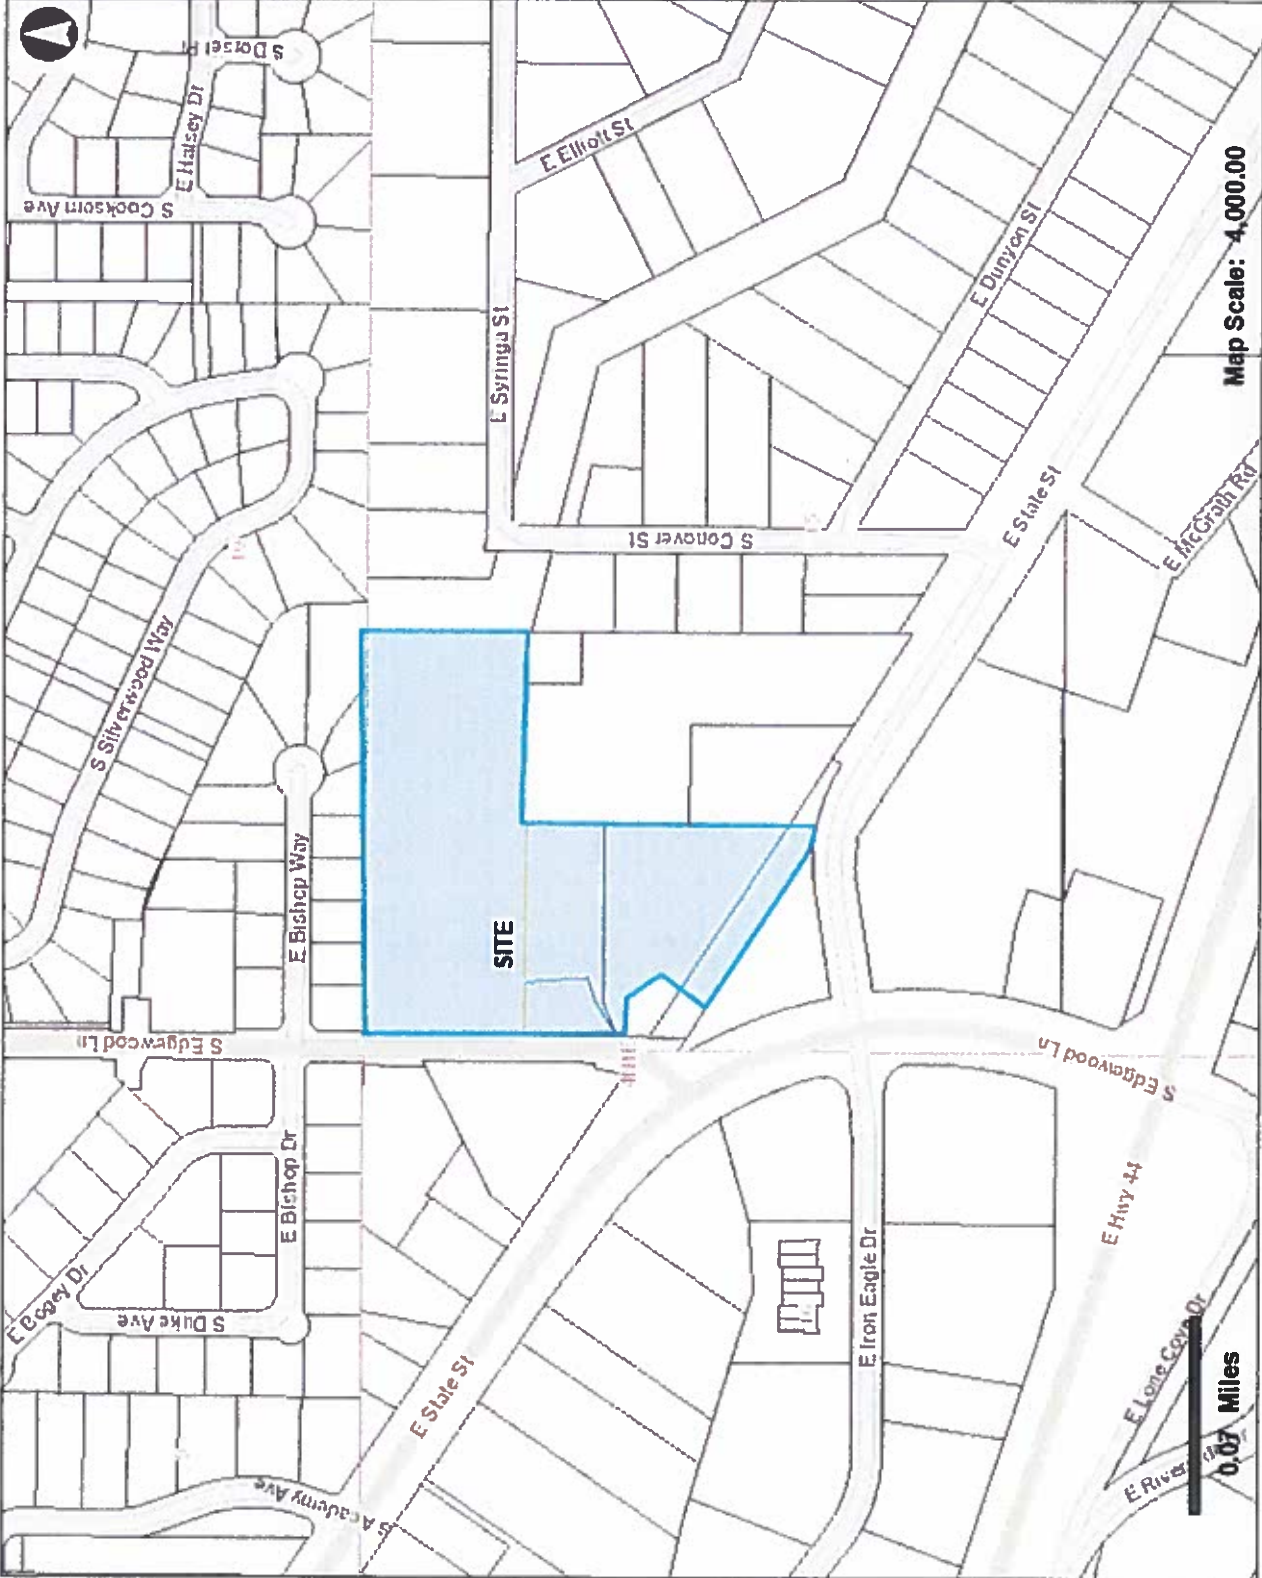 S Dorset Pl
E Halsey Dr
S Cooksorn Ave
E Elliott St
E Syringa St
E Dunyon St
Map Scale: 4,000.00
E State St
S Conover St
E McGrath Rd
S Silverwood Way
E Bishop Way
SITE
S Edgewood Ln
S Edgewood Ln
E Bishop Dr
E Hwy 44
E Iron Eagle Dr
E Bogey Dr
S Duke Ave
E State St
E Lone Cove Dr
S Academy Ave
0.07 Miles